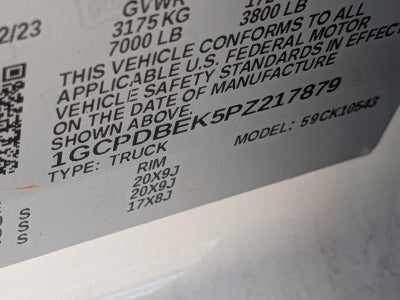 2/23
GVWR
3175 KG
3800 LB
7000 LB
THIS VEHICLE CONFORMS TO ALL
APPLICABLE U.S. FEDERAL MOTOR
VEHICLE SAFETY STANDARDS IN EFFECT
ON THE DATE OF MANUFACTURE
SHOWN ABOVE.
1GCPDBEK5PZ217879
TYPE: TRUCK MODEL: 59CK10543
RIM
20X9J
S 20X9J
S 17X8J
S